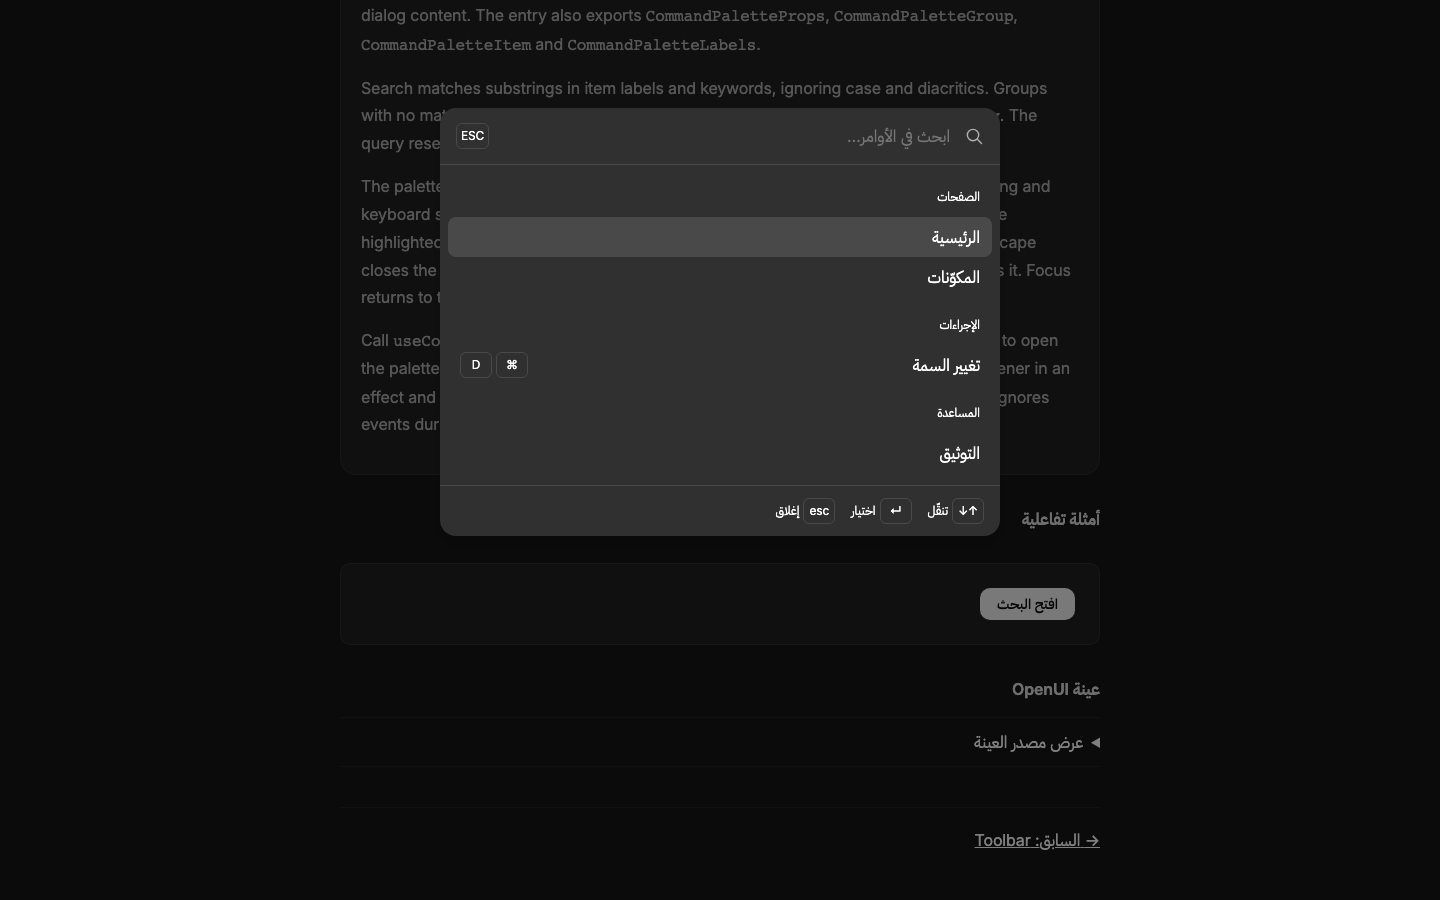 dialog content. The entry also exports CommandPaletteProps, CommandPaletteGroup,
CommandPaletteItem and CommandPaletteLabels.
Search matches substrings in item labels and keywords, ignoring case and diacritics. Groups
with no The
query
The palette ng and
keyboard
highlighted cape
closes the it. Focus
returns to
Call to open
the palette ener in an
effect and gnores
events
ابحث في الأوامر...
ESC
الصفحات
الرئيسية
المكوّنات
الإجراءات
تغيير السمة ⌘ D
المساعدة
التوثيق
↑↓ تنقّل ↵ اختيار esc إغلاق
أمثلة تفاعلية
افتح البحث
عينة OpenUI
◀ عرض مصدر العينة
→ السابق: Toolbar